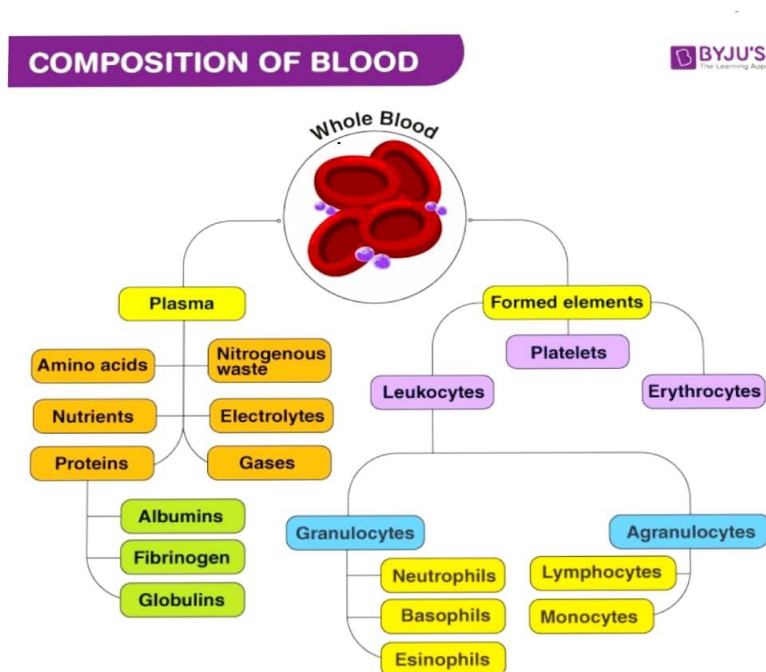 COMPOSITION OF BLOOD
BYJU'S
The Learning App
Whole Blood
Plasma
Formed elements
Amino acids
Nitrogenous
waste
Platelets
Leukocytes
Erythrocytes
Nutrients
Electrolytes
Proteins
Gases
Albumins
Fibrinogen
Globulins
Granulocytes
Agranulocytes
Neutrophils
Lymphocytes
Basophils
Monocytes
Esinophils